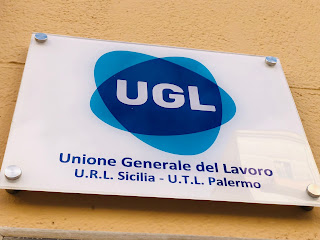 UGL
Unione Generale del Lavoro
U.R.L. Sicilia - U.T.L. Palermo